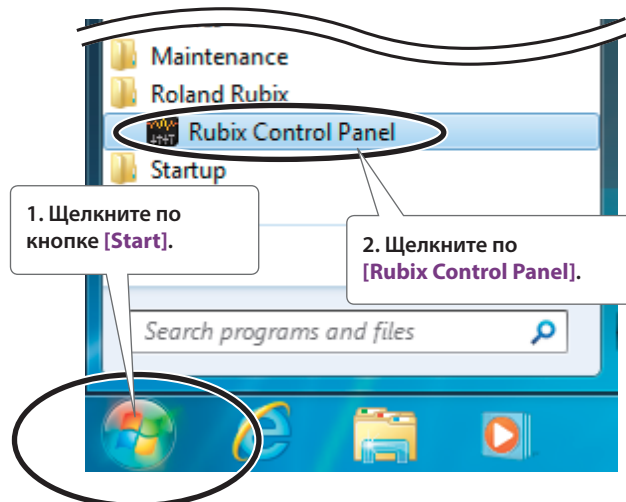 Maintenance
Roland Rubix
Rubix Control Panel
Startup
1. Щелкните по
кнопке [Start].
2. Щелкните по
[Rubix Control Panel].
Search programs and files